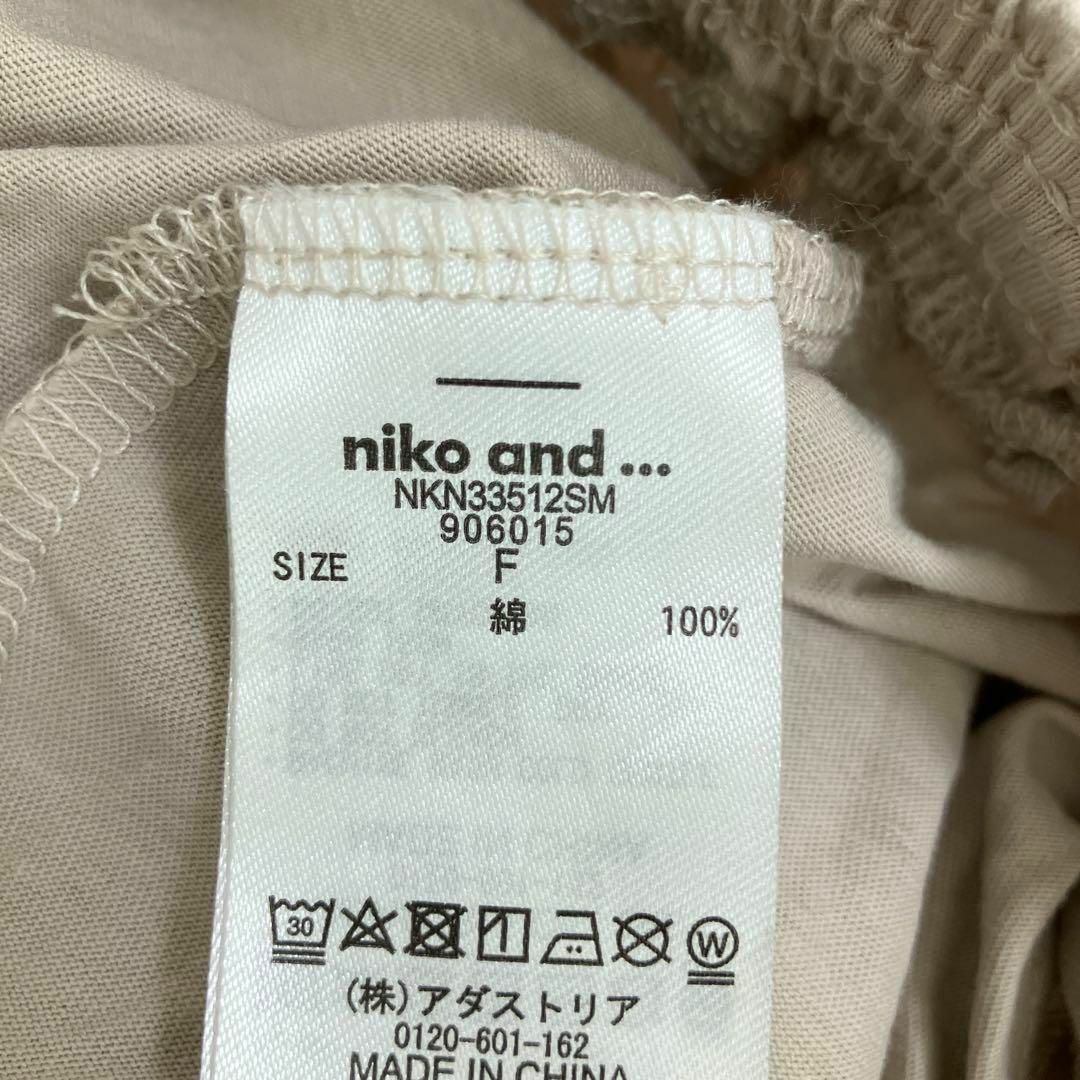 niko and ...
NKN33512SM
906015
SIZE F
綿 100%
30 W
(株)アダストリア
0120-601-162
MADE IN CHINA